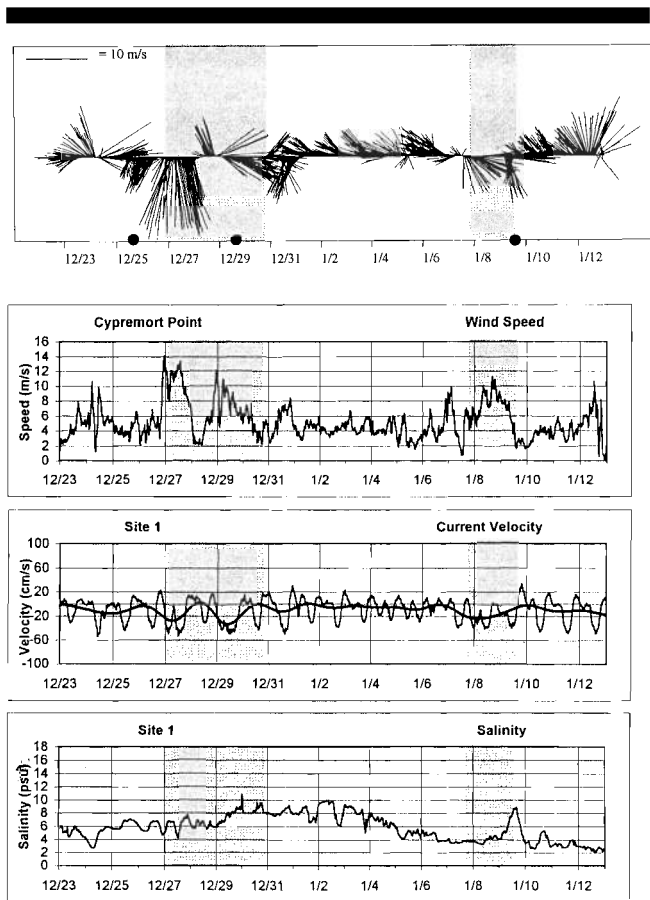 = 10 m/s
12/23 12/25 12/27 12/29 12/31 1/2 1/4 1/6 1/8 1/10 1/12
Cypremort Point Wind Speed
Speed (m/s)
16
14
12
10
8
6
4
2
0
12/23 12/25 12/27 12/29 12/31 1/2 1/4 1/6 1/8 1/10 1/12
Site 1 Current Velocity
Velocity (cm/s)
100
60
20
-20
-60
-100
12/23 12/25 12/27 12/29 12/31 1/2 1/4 1/6 1/8 1/10 1/12
Site 1 Salinity
Salinity (psu)
18
16
14
12
10
8
6
4
2
0
12/23 12/25 12/27 12/29 12/31 1/2 1/4 1/6 1/8 1/10 1/12